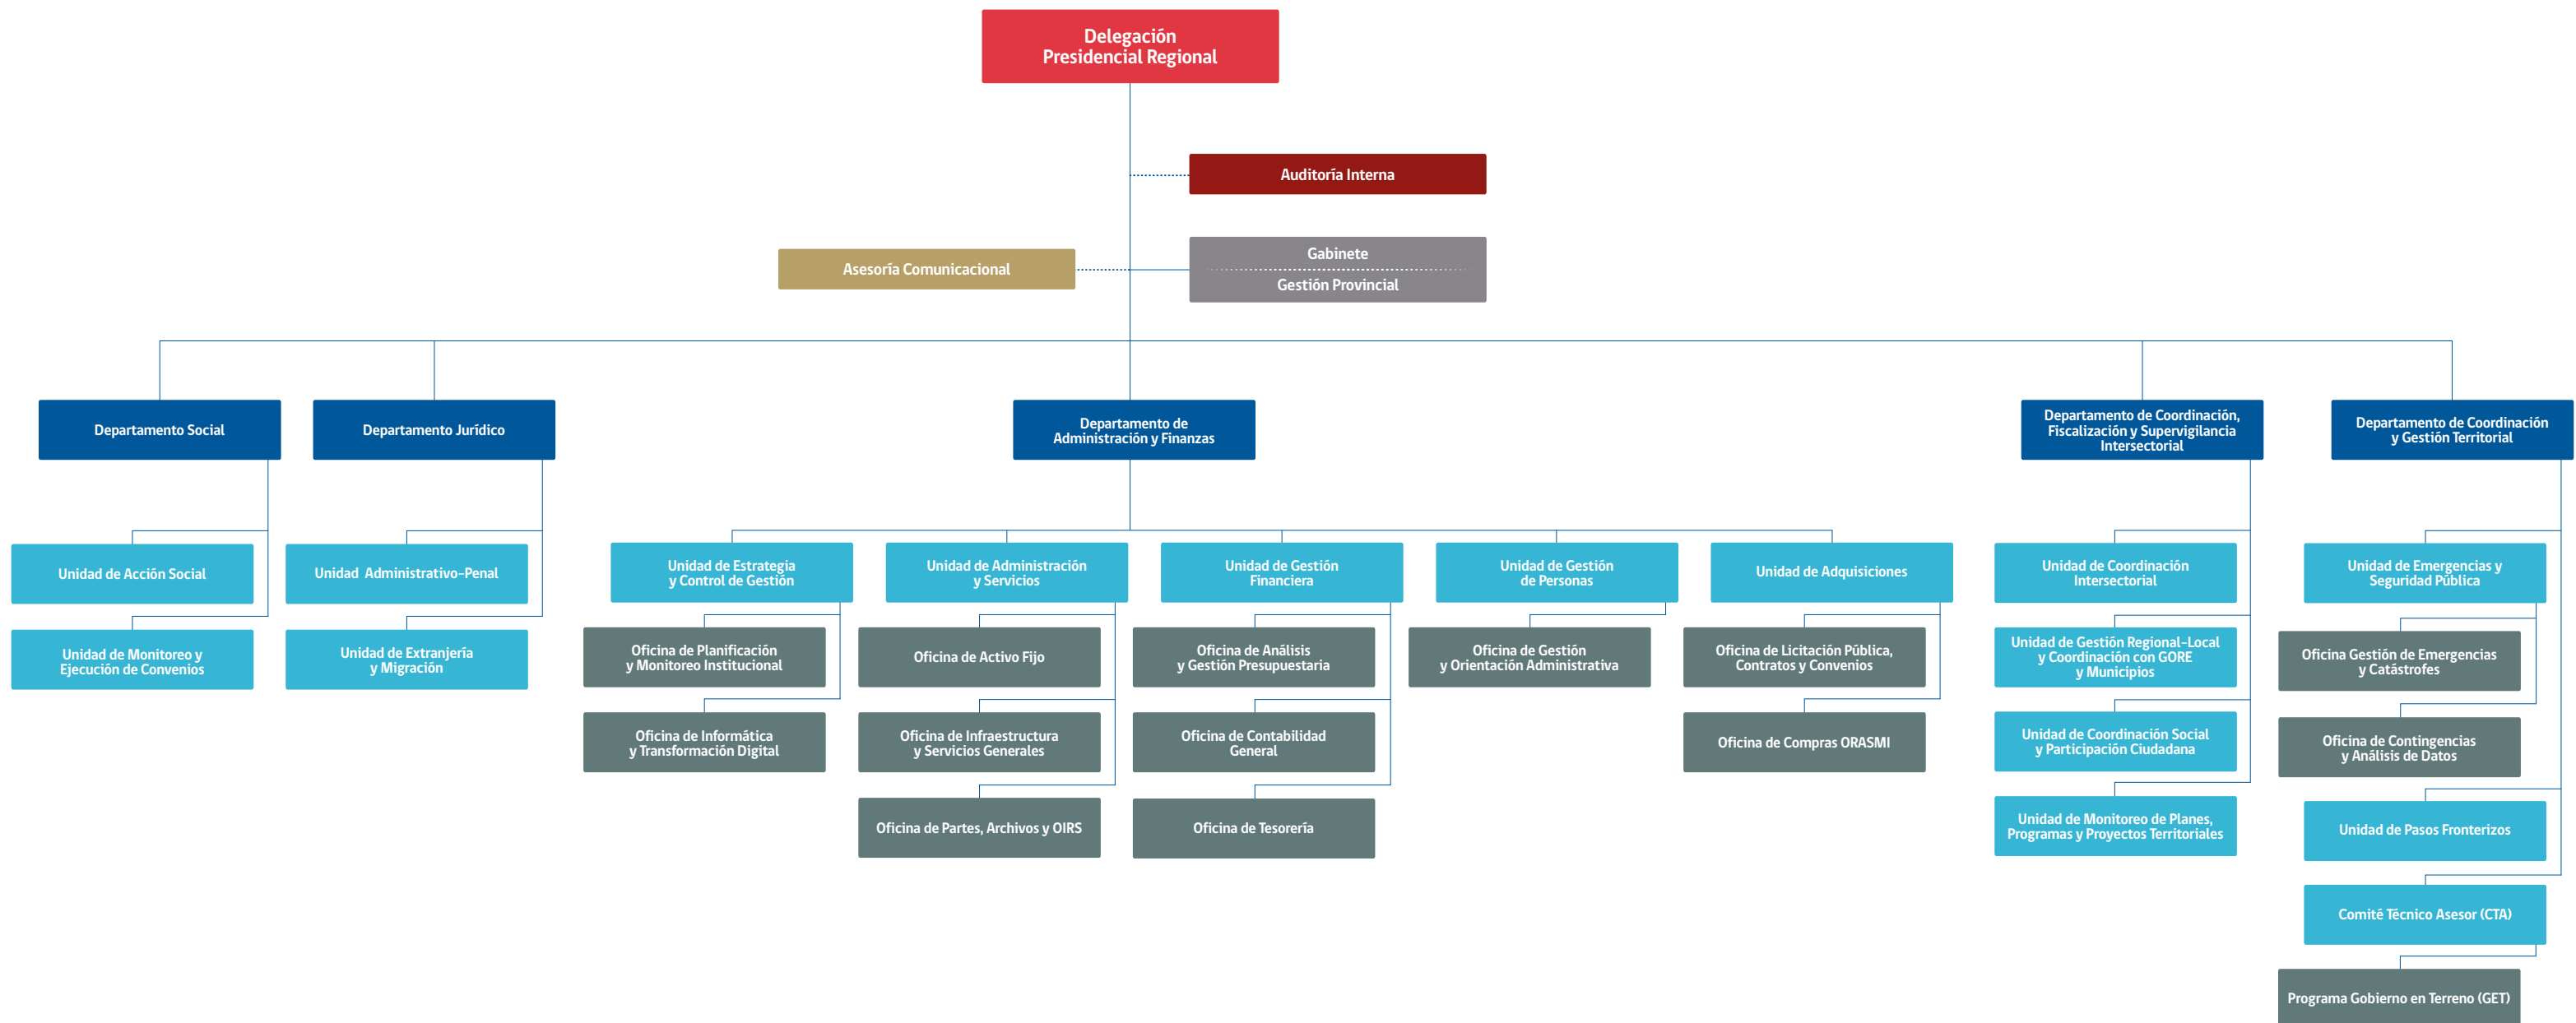 Delegación
Presidencial Regional
Auditoría Interna
Asesoría Comunicacional
Gabinete
Gestión Provincial
Departamento Social
Departamento Jurídico
Departamento de
Administración y Finanzas
Departamento de Coordinación,
Fiscalización y Supervigilancia
Intersectorial
Departamento de Coordinación
y Gestión Territorial
Unidad de Acción Social
Unidad de Monitoreo y
Ejecución de Convenios
Unidad Administrativo-Penal
Unidad de Extranjería
y Migración
Unidad de Estrategia
y Control de Gestión
Oficina de Planificación
y Monitoreo Institucional
Oficina de Informática
y Transformación Digital
Unidad de Administración
y Servicios
Oficina de Activo Fijo
Oficina de Infraestructura
y Servicios Generales
Oficina de Partes, Archivos y OIRS
Unidad de Gestión
Financiera
Oficina de Análisis
y Gestión Presupuestaria
Oficina de Contabilidad
General
Oficina de Tesorería
Unidad de Gestión
de Personas
Oficina de Gestión
y Orientación Administrativa
Unidad de Adquisiciones
Oficina de Licitación Pública,
Contratos y Convenios
Oficina de Compras ORASMI
Unidad de Coordinación
Intersectorial
Unidad de Gestión Regional-Local
y Coordinación con GORE
y Municipios
Unidad de Coordinación Social
y Participación Ciudadana
Unidad de Monitoreo de Planes,
Programas y Proyectos Territoriales
Unidad de Emergencias y
Seguridad Pública
Oficina Gestión de Emergencias
y Catástrofes
Oficina de Contingencias
y Análisis de Datos
Unidad de Pasos Fronterizos
Comité Técnico Asesor (CTA)
Programa Gobierno en Terreno (GET)